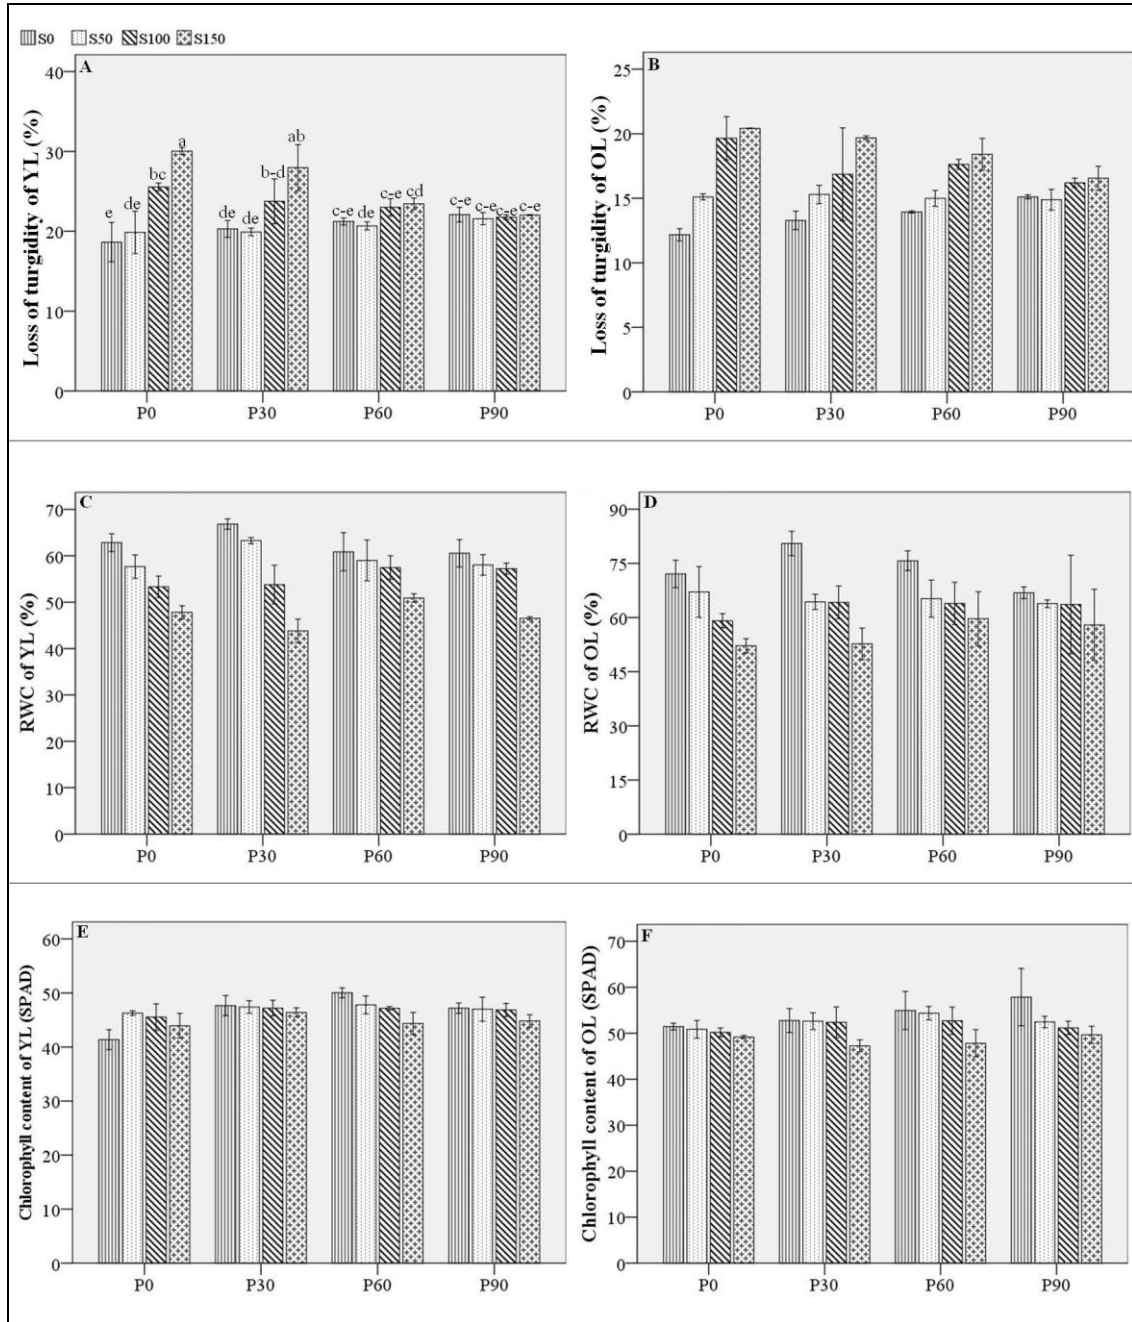 S0 S50 S100 S150
A
Loss of turgidity of YL (%)
40
30
20
10
0
e de bc a
de de b-d ab
c-e de c-e cd
c-e c-e c-e c-e
P0 P30 P60 P90
B
Loss of turgidity of OL (%)
25
20
15
10
5
0
P0 P30 P60 P90
C
RWC of YL (%)
70
60
50
40
30
20
10
0
P0 P30 P60 P90
D
RWC of OL (%)
90
75
60
45
30
15
0
P0 P30 P60 P90
E
Chlorophyll content of YL (SPAD)
60
50
40
30
20
10
0
P0 P30 P60 P90
F
Chlorophyll content of OL (SPAD)
70
60
50
40
30
20
10
0
P0 P30 P60 P90